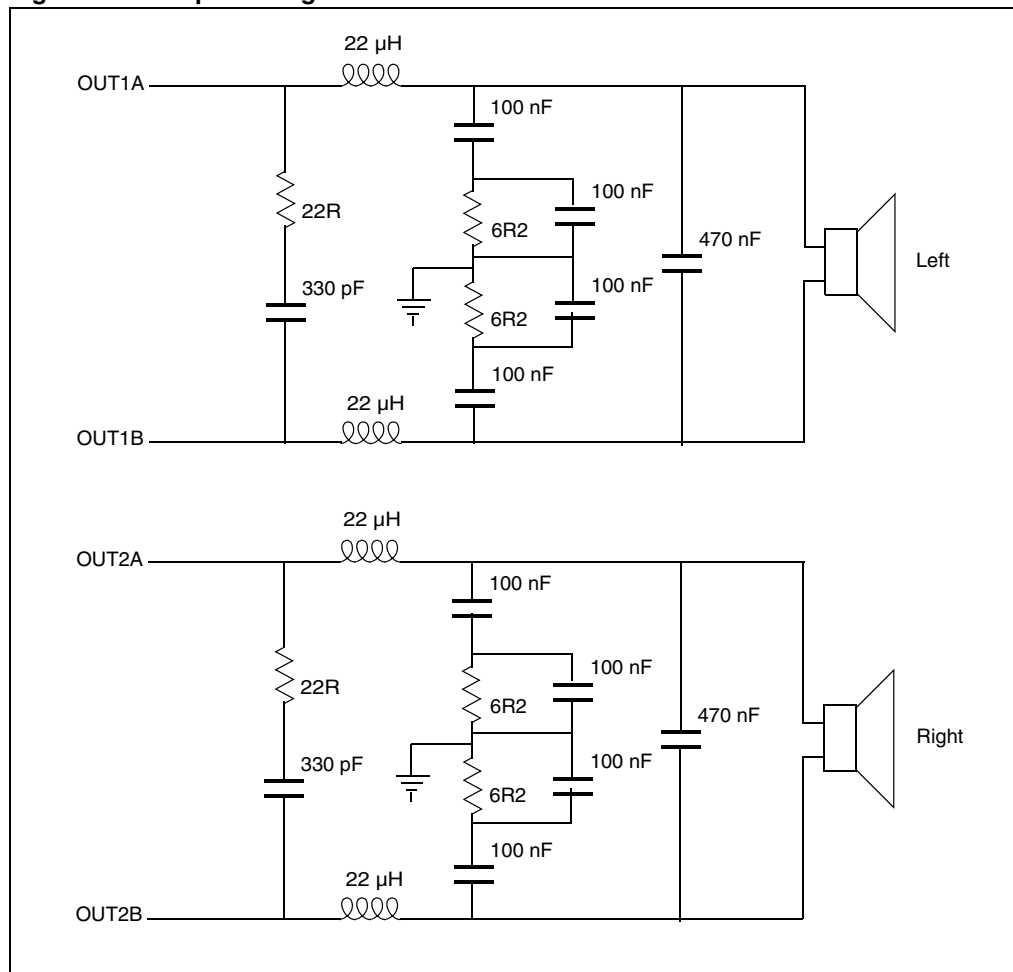 22 µH
OUT1A
100 nF
100 nF
22R
6R2
470 nF
Left
330 pF
100 nF
6R2
100 nF
22 µH
OUT1B
22 µH
OUT2A
100 nF
100 nF
22R
6R2
470 nF
Right
330 pF
100 nF
6R2
100 nF
22 µH
OUT2B